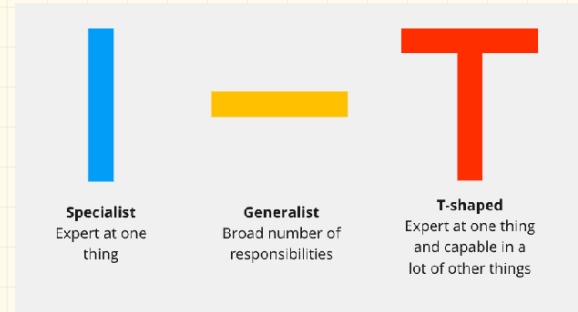 Specialist
Expert at one
thing
Generalist
Broad number of
responsibilities
T-shaped
Expert at one thing
and capable in a
lot of other things